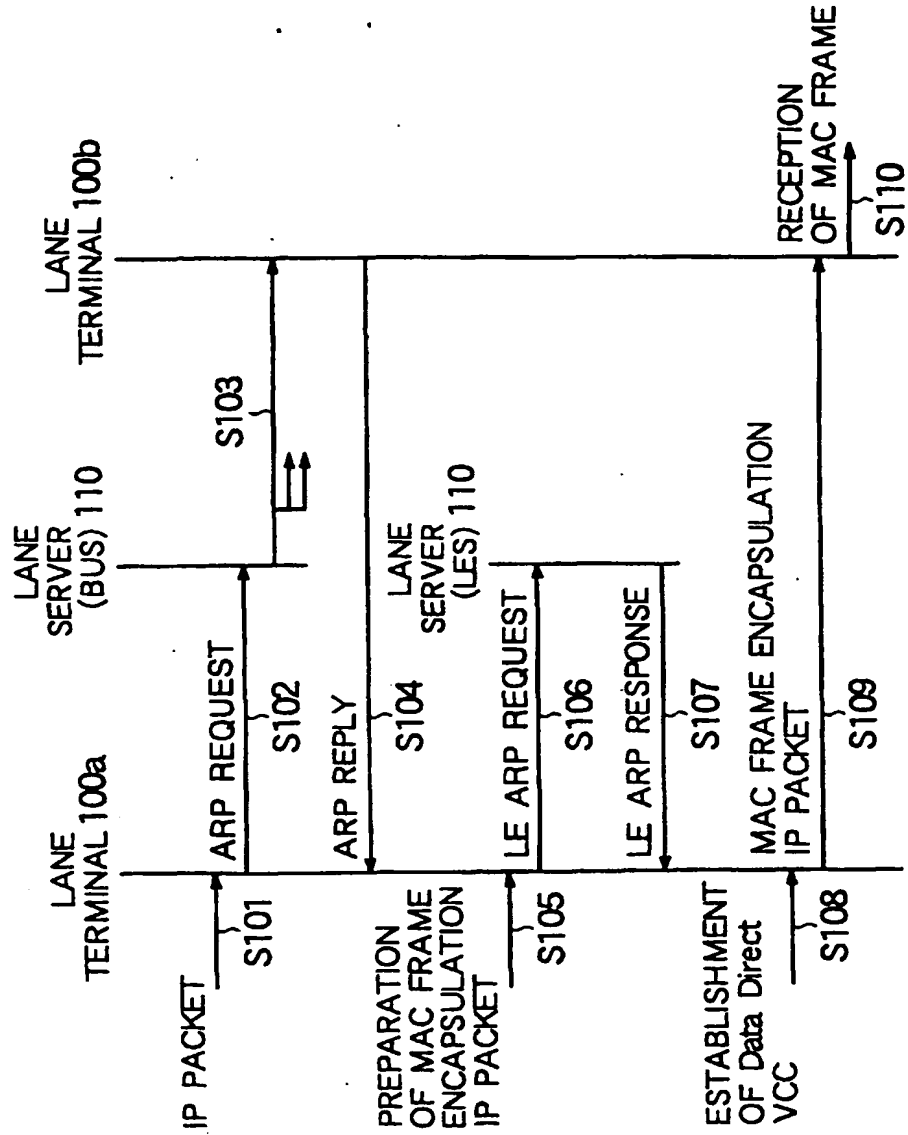 LANE
TERMINAL 100a
LANE
SERVER
(BUS) 110
LANE
TERMINAL 100b
IP PACKET
S101
ARP REQUEST
S102
S103
ARP REPLY
S104
PREPARATION
OF MAC FRAME
ENCAPSULATION
IP PACKET
S105
LANE
SERVER
(LES) 110
LE ARP REQUEST
S106
LE ARP RESPONSE
S107
ESTABLISHMENT
OF Data Direct
VCC
S108
MAC FRAME ENCAPSULATION
IP PACKET
S109
RECEPTION
OF MAC FRAME
S110